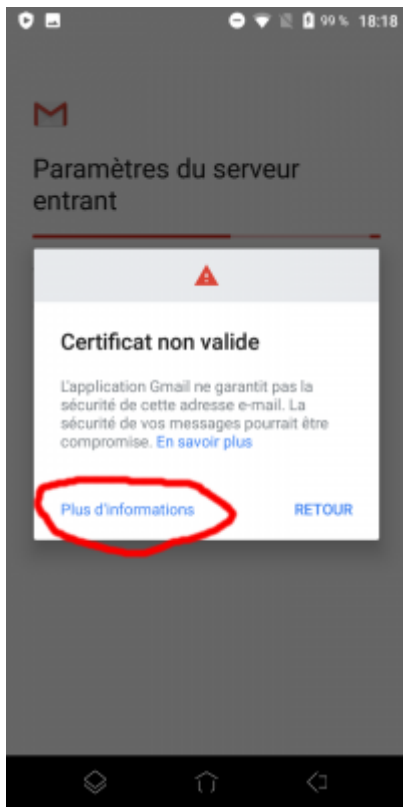 99 % 18:18
Paramètres du serveur
entrant
Certificat non valide
L'application Gmail ne garantit pas la
sécurité de cette adresse e-mail. La
sécurité de vos messages pourrait être
compromise. En savoir plus
Plus d'informations RETOUR